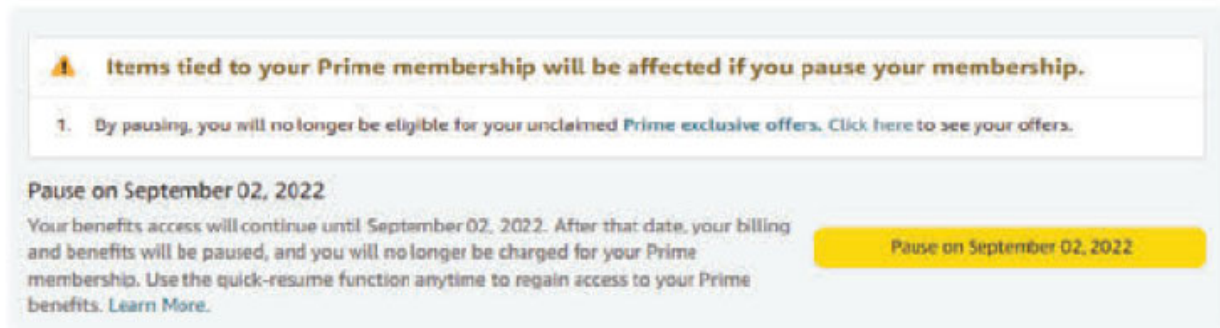 Items tied to your Prime membership will be affected if you pause your membership.
1. By pausing, you will no longer be eligible for your unclaimed Prime exclusive offers. Click here to see your offers.
Pause on September 02, 2022
Your benefits access will continue until September 02, 2022. After that date, your billing
and benefits will be paused, and you will no longer be charged for your Prime
membership. Use the quick-resume function anytime to regain access to your Prime
benefits. Learn More.
Pause on September 02, 2022